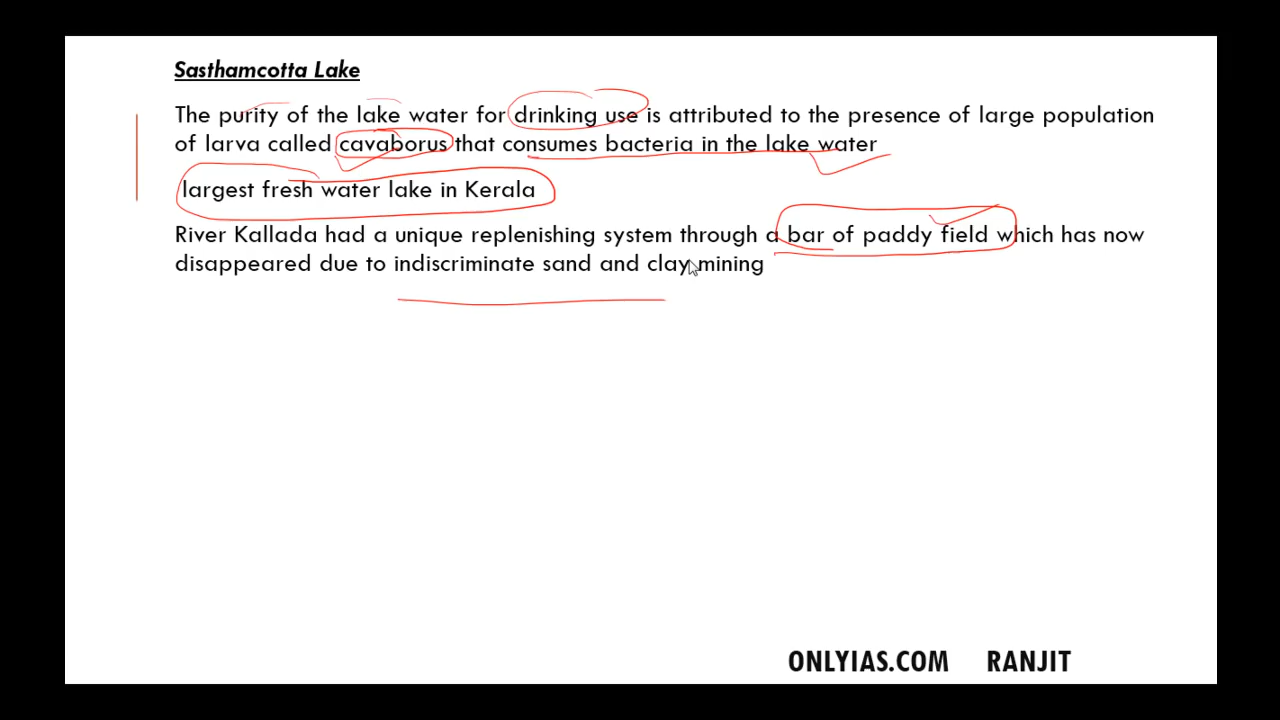 Sasthamcotta Lake
The purity of the lake water for drinking use is attributed to the presence of large population
of larva called cavaborus that consumes bacteria in the lake water
largest fresh water lake in Kerala
River Kallada had a unique replenishing system through a bar of paddy field which has now
disappeared due to indiscriminate sand and clay mining
ONLYIAS.COM RANJIT